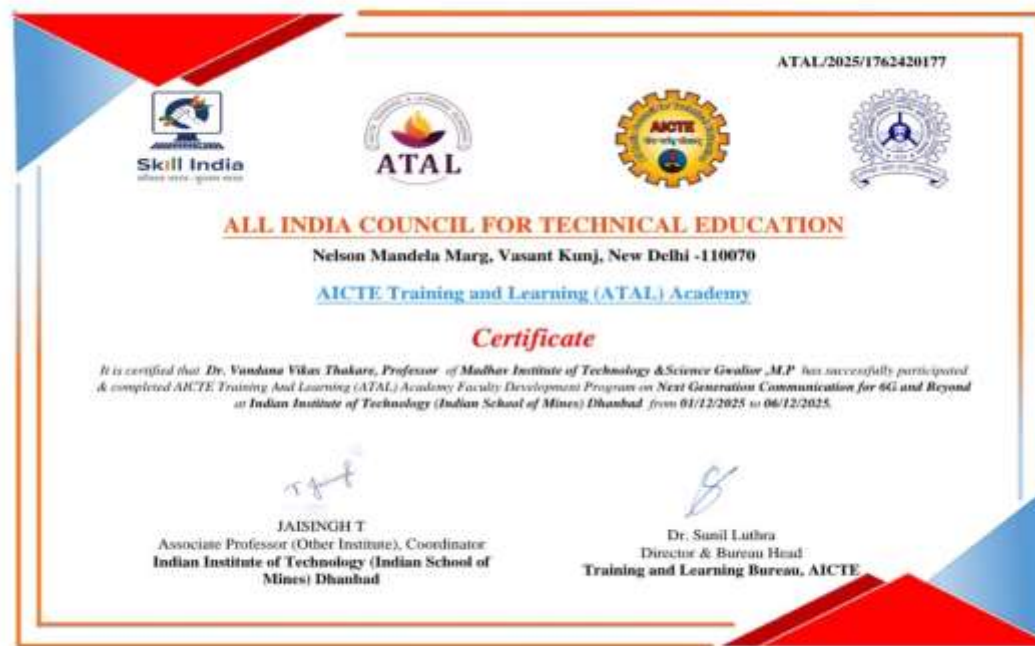 ATAL/2025/1762420177
Skill India
कौशल भारत - कुशल भारत
ATAL
AICTE
ALL INDIA COUNCIL FOR TECHNICAL EDUCATION
Nelson Mandela Marg, Vasant Kunj, New Delhi -110070
AICTE Training and Learning (ATAL) Academy
Certificate
It is certified that Dr. Vandana Vikas Thakare, Professor of Madhav Institute of Technology &Science Gwalior ,M.P has successfully participated
& completed AICTE Training And Learning (ATAL) Academy Faculty Development Program on Next Generation Communication for 6G and Beyond
at Indian Institute of Technology (Indian School of Mines) Dhanbad from 01/12/2025 to 06/12/2025.
JAISINGH T
Associate Professor (Other Institute), Coordinator
Indian Institute of Technology (Indian School of
Mines) Dhanbad
Dr. Sunil Luthra
Director & Bureau Head
Training and Learning Bureau, AICTE